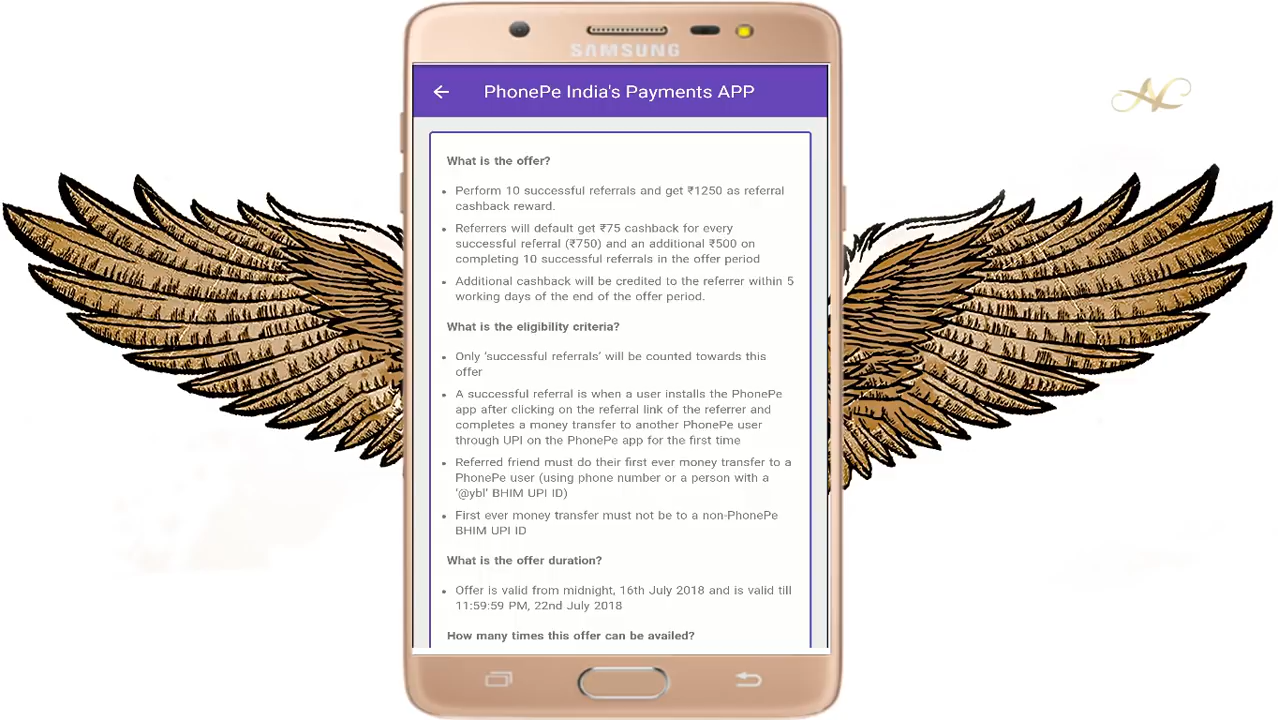 SAMSUNG
PhonePe India's Payments APP
What is the offer?
• Perform 10 successful referrals and get ₹1250 as referral
cashback reward.
• Referrers will default get ₹75 cashback for every
successful referral (₹750) and an additional ₹500 on
completing 10 successful referrals in the offer period
• Additional cashback will be credited to the referrer within 5
working days of the end of the offer period.
What is the eligibility criteria?
• Only ‘successful referrals’ will be counted towards this
offer
• A successful referral is when a user installs the PhonePe
app after clicking on the referral link of the referrer and
completes a money transfer to another PhonePe user
through UPI on the PhonePe app for the first time
• Referred friend must do their first ever money transfer to a
PhonePe user (using phone number or a person with a
‘@ybl’ BHIM UPI ID)
• First ever money transfer must not be to a non-PhonePe
BHIM UPI ID
What is the offer duration?
• Offer is valid from midnight, 16th July 2018 and is valid till
11:59:59 PM, 22nd July 2018
How many times this offer can be availed?
AC